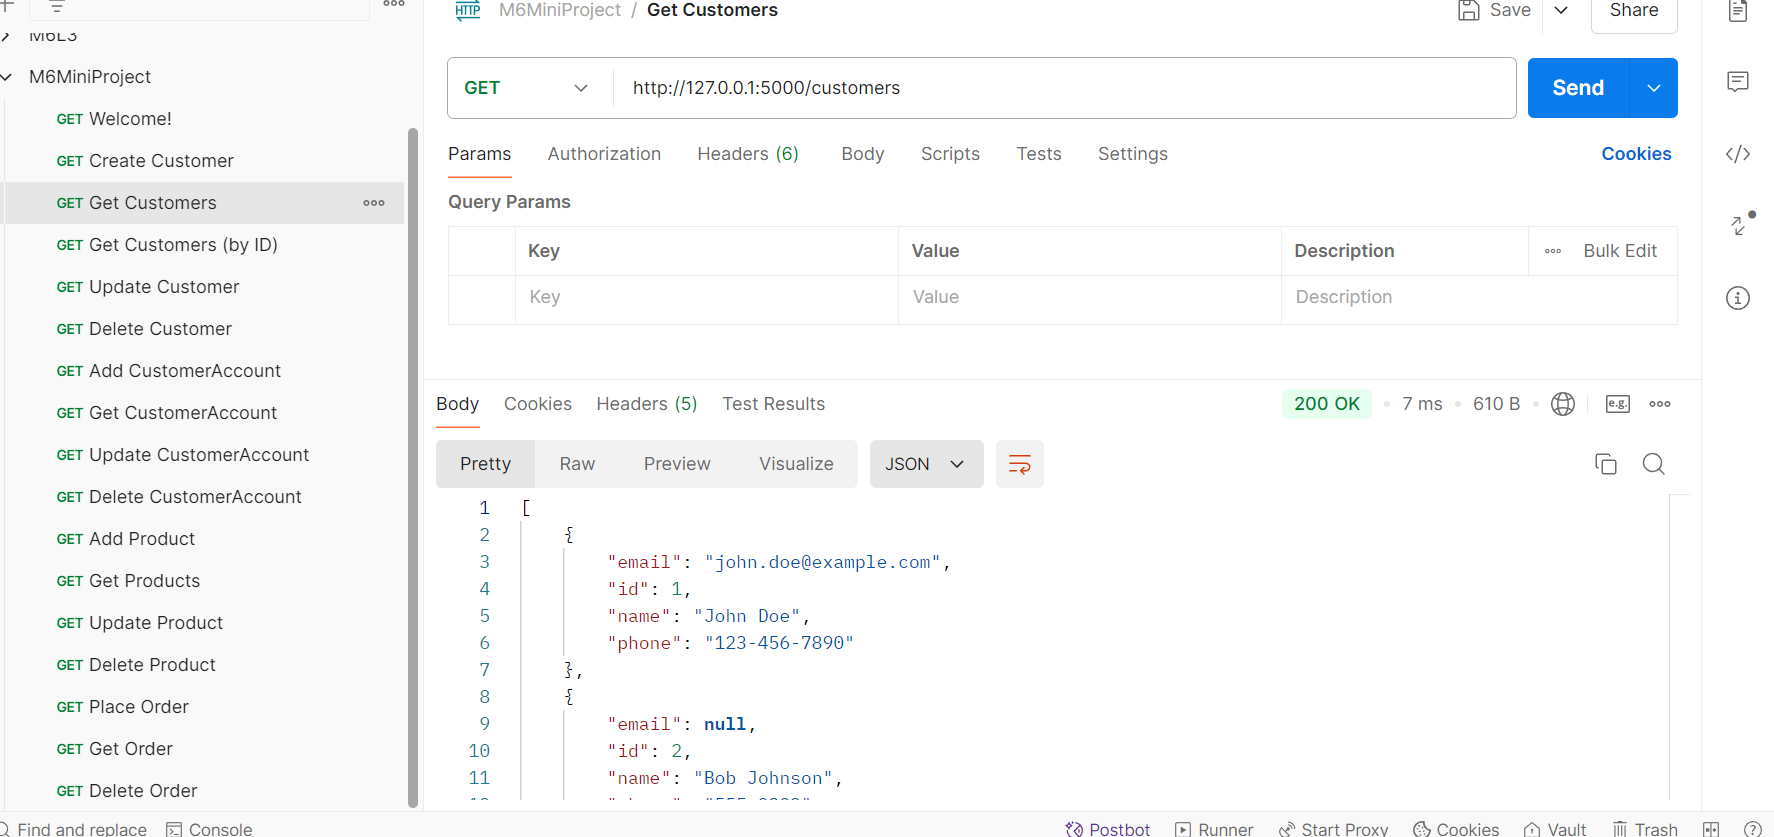 M6MiniProject / Get Customers
Save
Share
M6L3
M6MiniProject
GET Welcome!
GET Create Customer
GET Get Customers
GET Get Customers (by ID)
GET Update Customer
GET Delete Customer
GET Add CustomerAccount
GET Get CustomerAccount
GET Update CustomerAccount
GET Delete CustomerAccount
GET Add Product
GET Get Products
GET Update Product
GET Delete Product
GET Place Order
GET Get Order
GET Delete Order
HTTP
GET
http://127.0.0.1:5000/customers
Send
Params Authorization Headers (6) Body Scripts Tests Settings Cookies
Query Params
Key Value Description Bulk Edit
Key Value Description
Body Cookies Headers (5) Test Results
200 OK 7 ms 610 B e.g.
Pretty Raw Preview Visualize JSON
1 [
2 {
3 "email": "john.doe@example.com",
4 "id": 1,
5 "name": "John Doe",
6 "phone": "123-456-7890"
7 },
8 {
9 "email": null,
10 "id": 2,
11 "name": "Bob Johnson",
Find and replace Console Postbot Runner Start Proxy Cookies Vault Trash